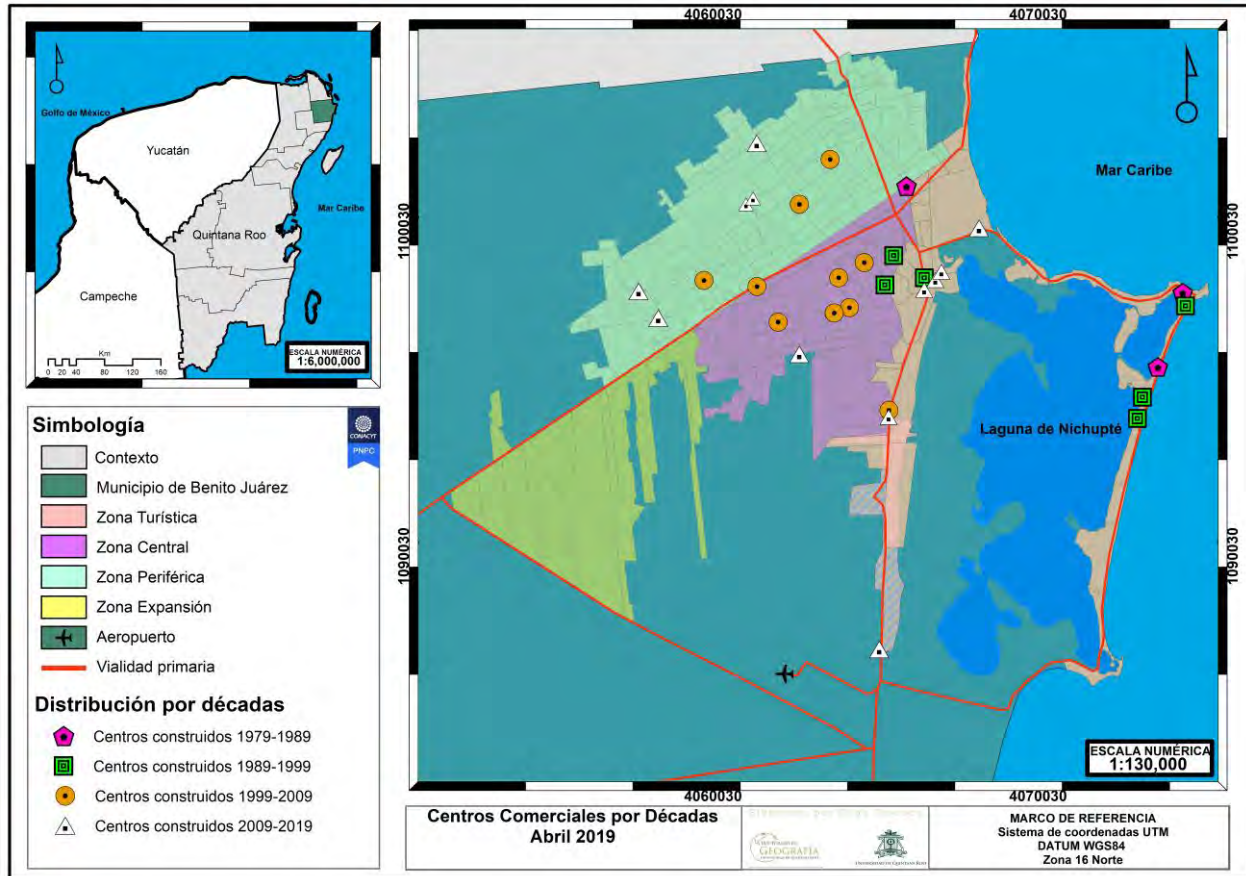 Golfo de México
Yucatán
Mar Caribe
Quintana Roo
Campeche
Km
0 20 40 80 120 160
ESCALA NUMÉRICA
1:6,000,000
Simbología
CONACYT
PNPC
Contexto
Municipio de Benito Juárez
Zona Turística
Zona Central
Zona Periférica
Zona Expansión
Aeropuerto
Vialidad primaria
Distribución por décadas
Centros construidos 1979-1989
Centros construidos 1989-1999
Centros construidos 1999-2009
Centros construidos 2009-2019
4060030
4070030
1100030
1100030
1090030
1090030
Mar Caribe
Laguna de Nichupté
ESCALA NUMÉRICA
1:130,000
4060030
4070030
Centros Comerciales por Décadas
Abril 2019
GEOGRAFÍA
UNIVERSIDAD DE QUINTANA ROO
MARCO DE REFERENCIA
Sistema de coordenadas UTM
DATUM WGS84
Zona 16 Norte